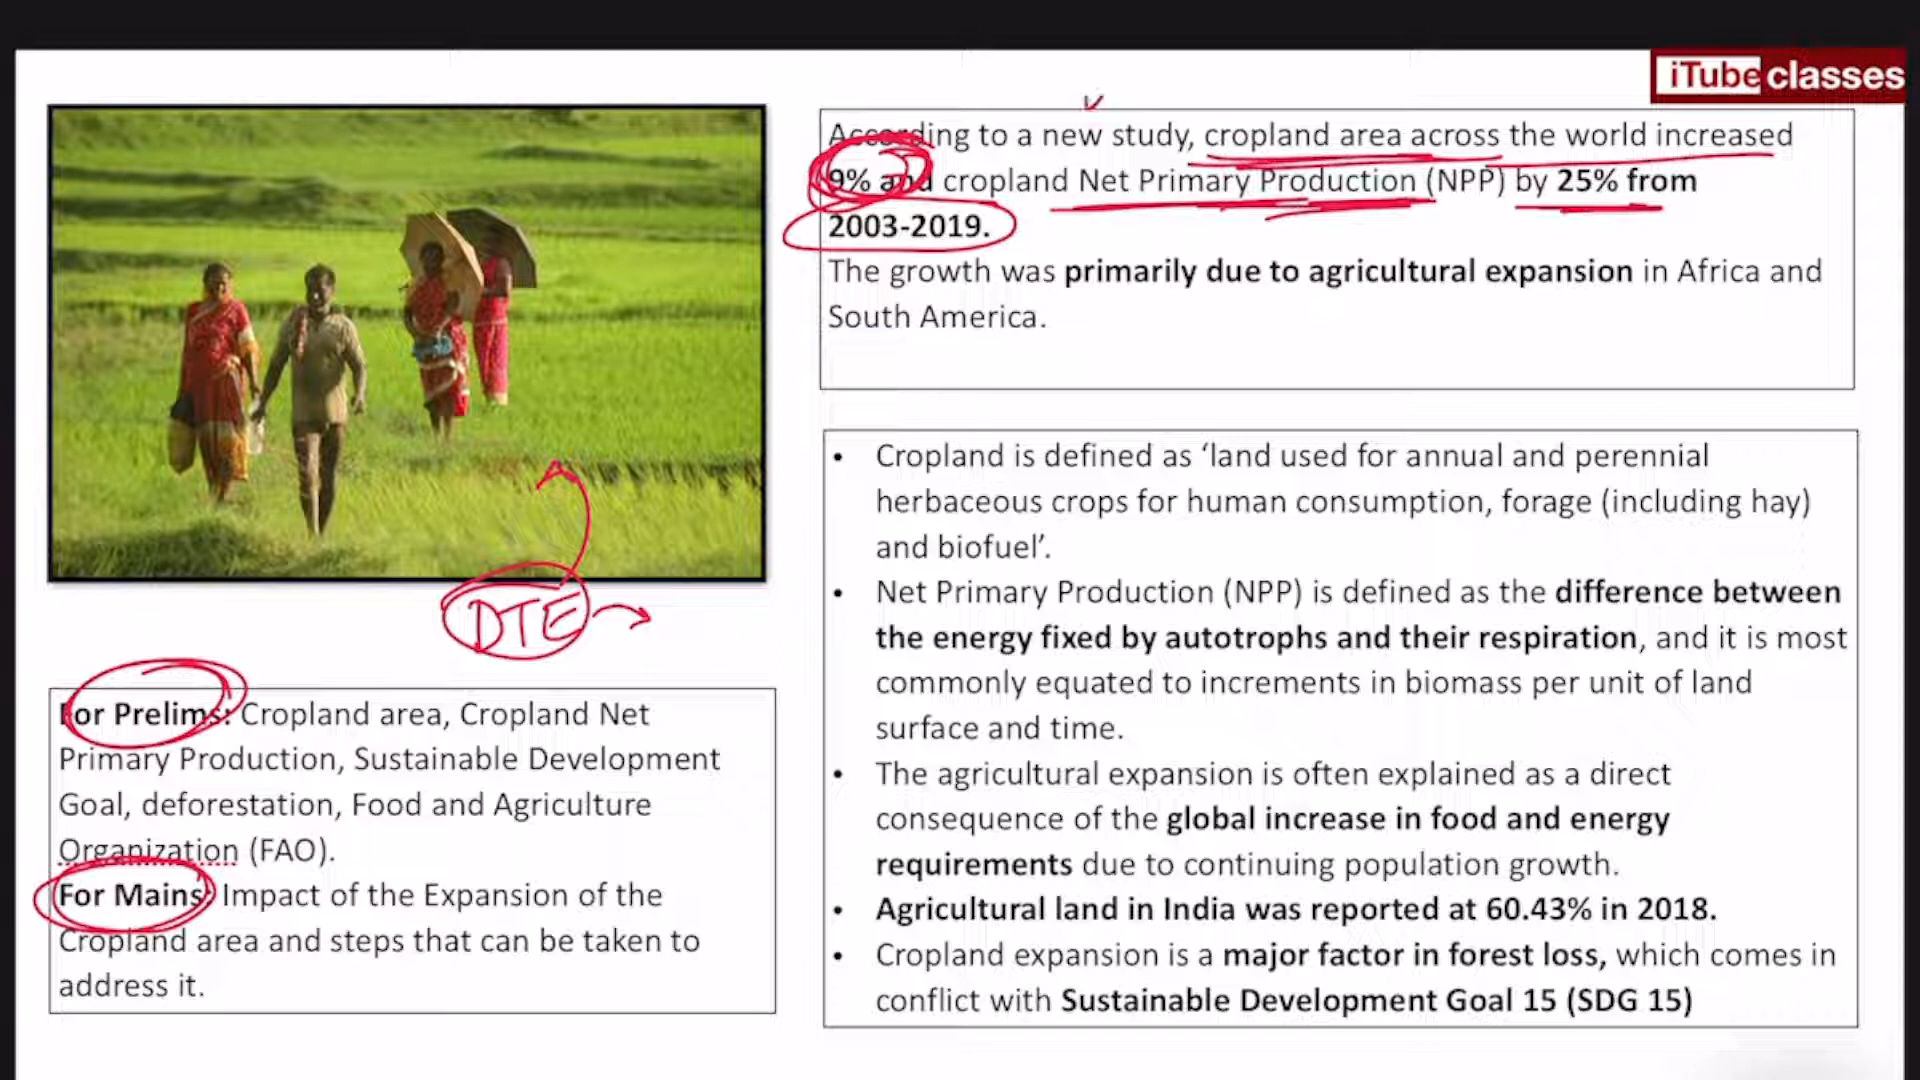 iTube classes
According to a new study, cropland area across the world increased
9% and cropland Net Primary Production (NPP) by 25% from
2003-2019.
The growth was primarily due to agricultural expansion in Africa and
South America.
DTE
For Prelims: Cropland area, Cropland Net
Primary Production, Sustainable Development
Goal, deforestation, Food and Agriculture
Organization (FAO).
For Mains: Impact of the Expansion of the
Cropland area and steps that can be taken to
address it.
• Cropland is defined as ‘land used for annual and perennial
herbaceous crops for human consumption, forage (including hay)
and biofuel’.
• Net Primary Production (NPP) is defined as the difference between
the energy fixed by autotrophs and their respiration, and it is most
commonly equated to increments in biomass per unit of land
surface and time.
• The agricultural expansion is often explained as a direct
consequence of the global increase in food and energy
requirements due to continuing population growth.
• Agricultural land in India was reported at 60.43% in 2018.
• Cropland expansion is a major factor in forest loss, which comes in
conflict with Sustainable Development Goal 15 (SDG 15)